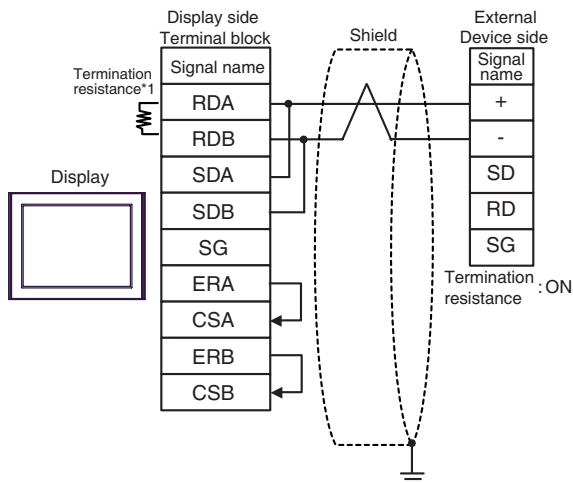 Display side
Terminal block
Shield
External
Device side
Termination
resistance*1
Signal name
RDA
RDB
SDA
SDB
SG
ERA
CSA
ERB
CSB
Display
Signal
name
+
-
SD
RD
SG
Termination
resistance : ON